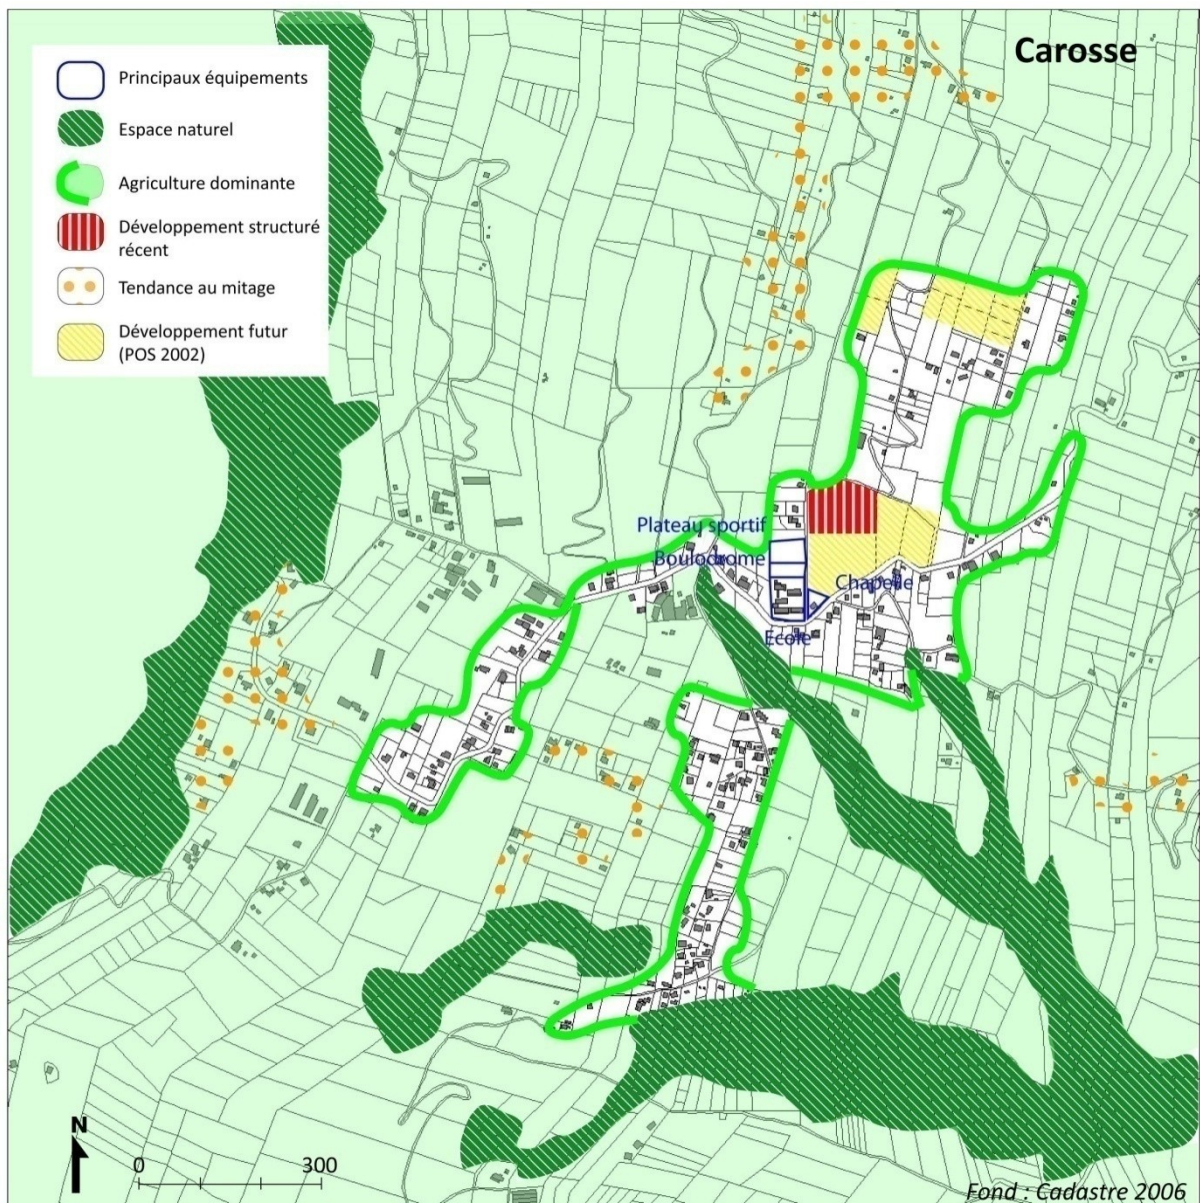 Carosse
Principaux équipements
Espace naturel
Agriculture dominante
Développement structuré
récent
Tendance au mitage
Développement futur
(POS 2002)
Plateau sportif
Boulodrome
Chapelle
Ecole
N
0 300
Fond : Cadastre 2006